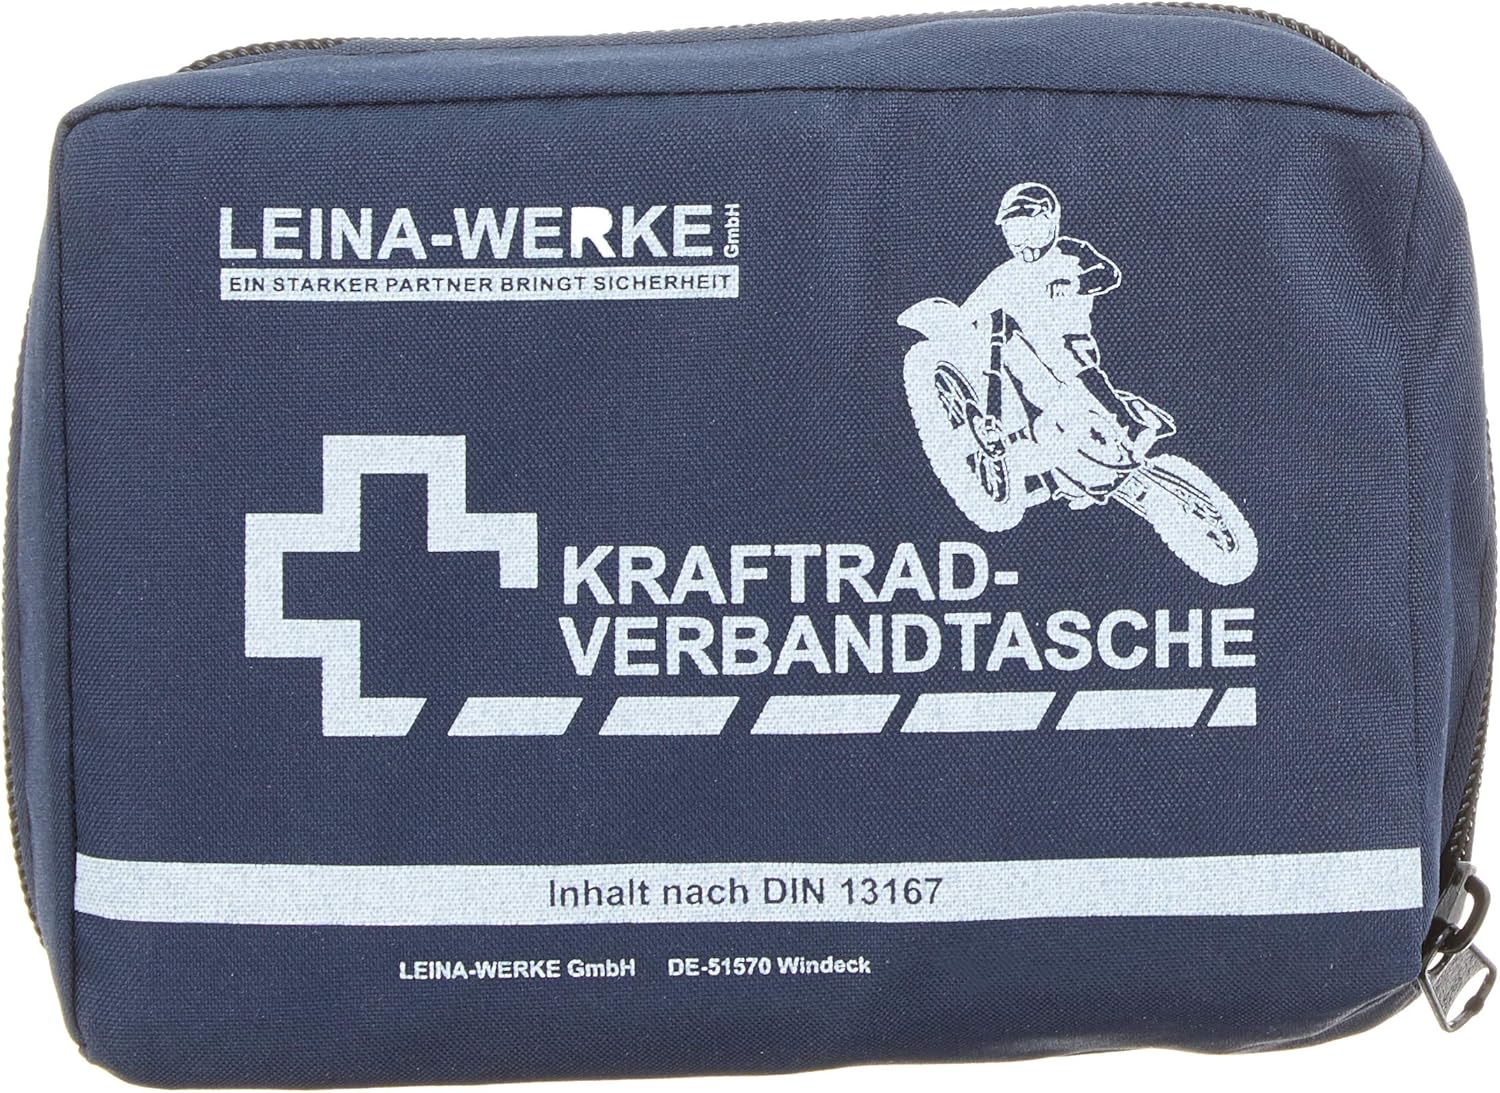 LEINA-WERKE GmbH
EIN STARKER PARTNER BRINGT SICHERHEIT
KRAFTRAD-
VERBANDTASCHE
Inhalt nach DIN 13167
LEINA-WERKE GmbH DE-51570 Windeck